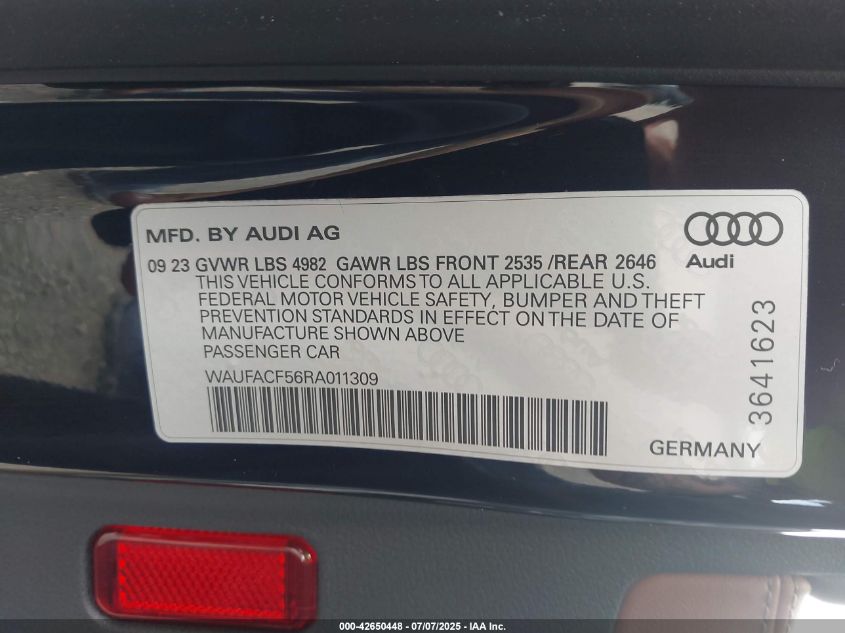 MFD. BY AUDI AG
09 23 GVWR LBS 4982 GAWR LBS FRONT 2535 /REAR 2646
THIS VEHICLE CONFORMS TO ALL APPLICABLE U.S.
FEDERAL MOTOR VEHICLE SAFETY, BUMPER AND THEFT
PREVENTION STANDARDS IN EFFECT ON THE DATE OF
MANUFACTURE SHOWN ABOVE
PASSENGER CAR
WAUFACF56RA011309
Audi
3641623
GERMANY
000-42650448 - 07/07/2025 - IAA Inc.